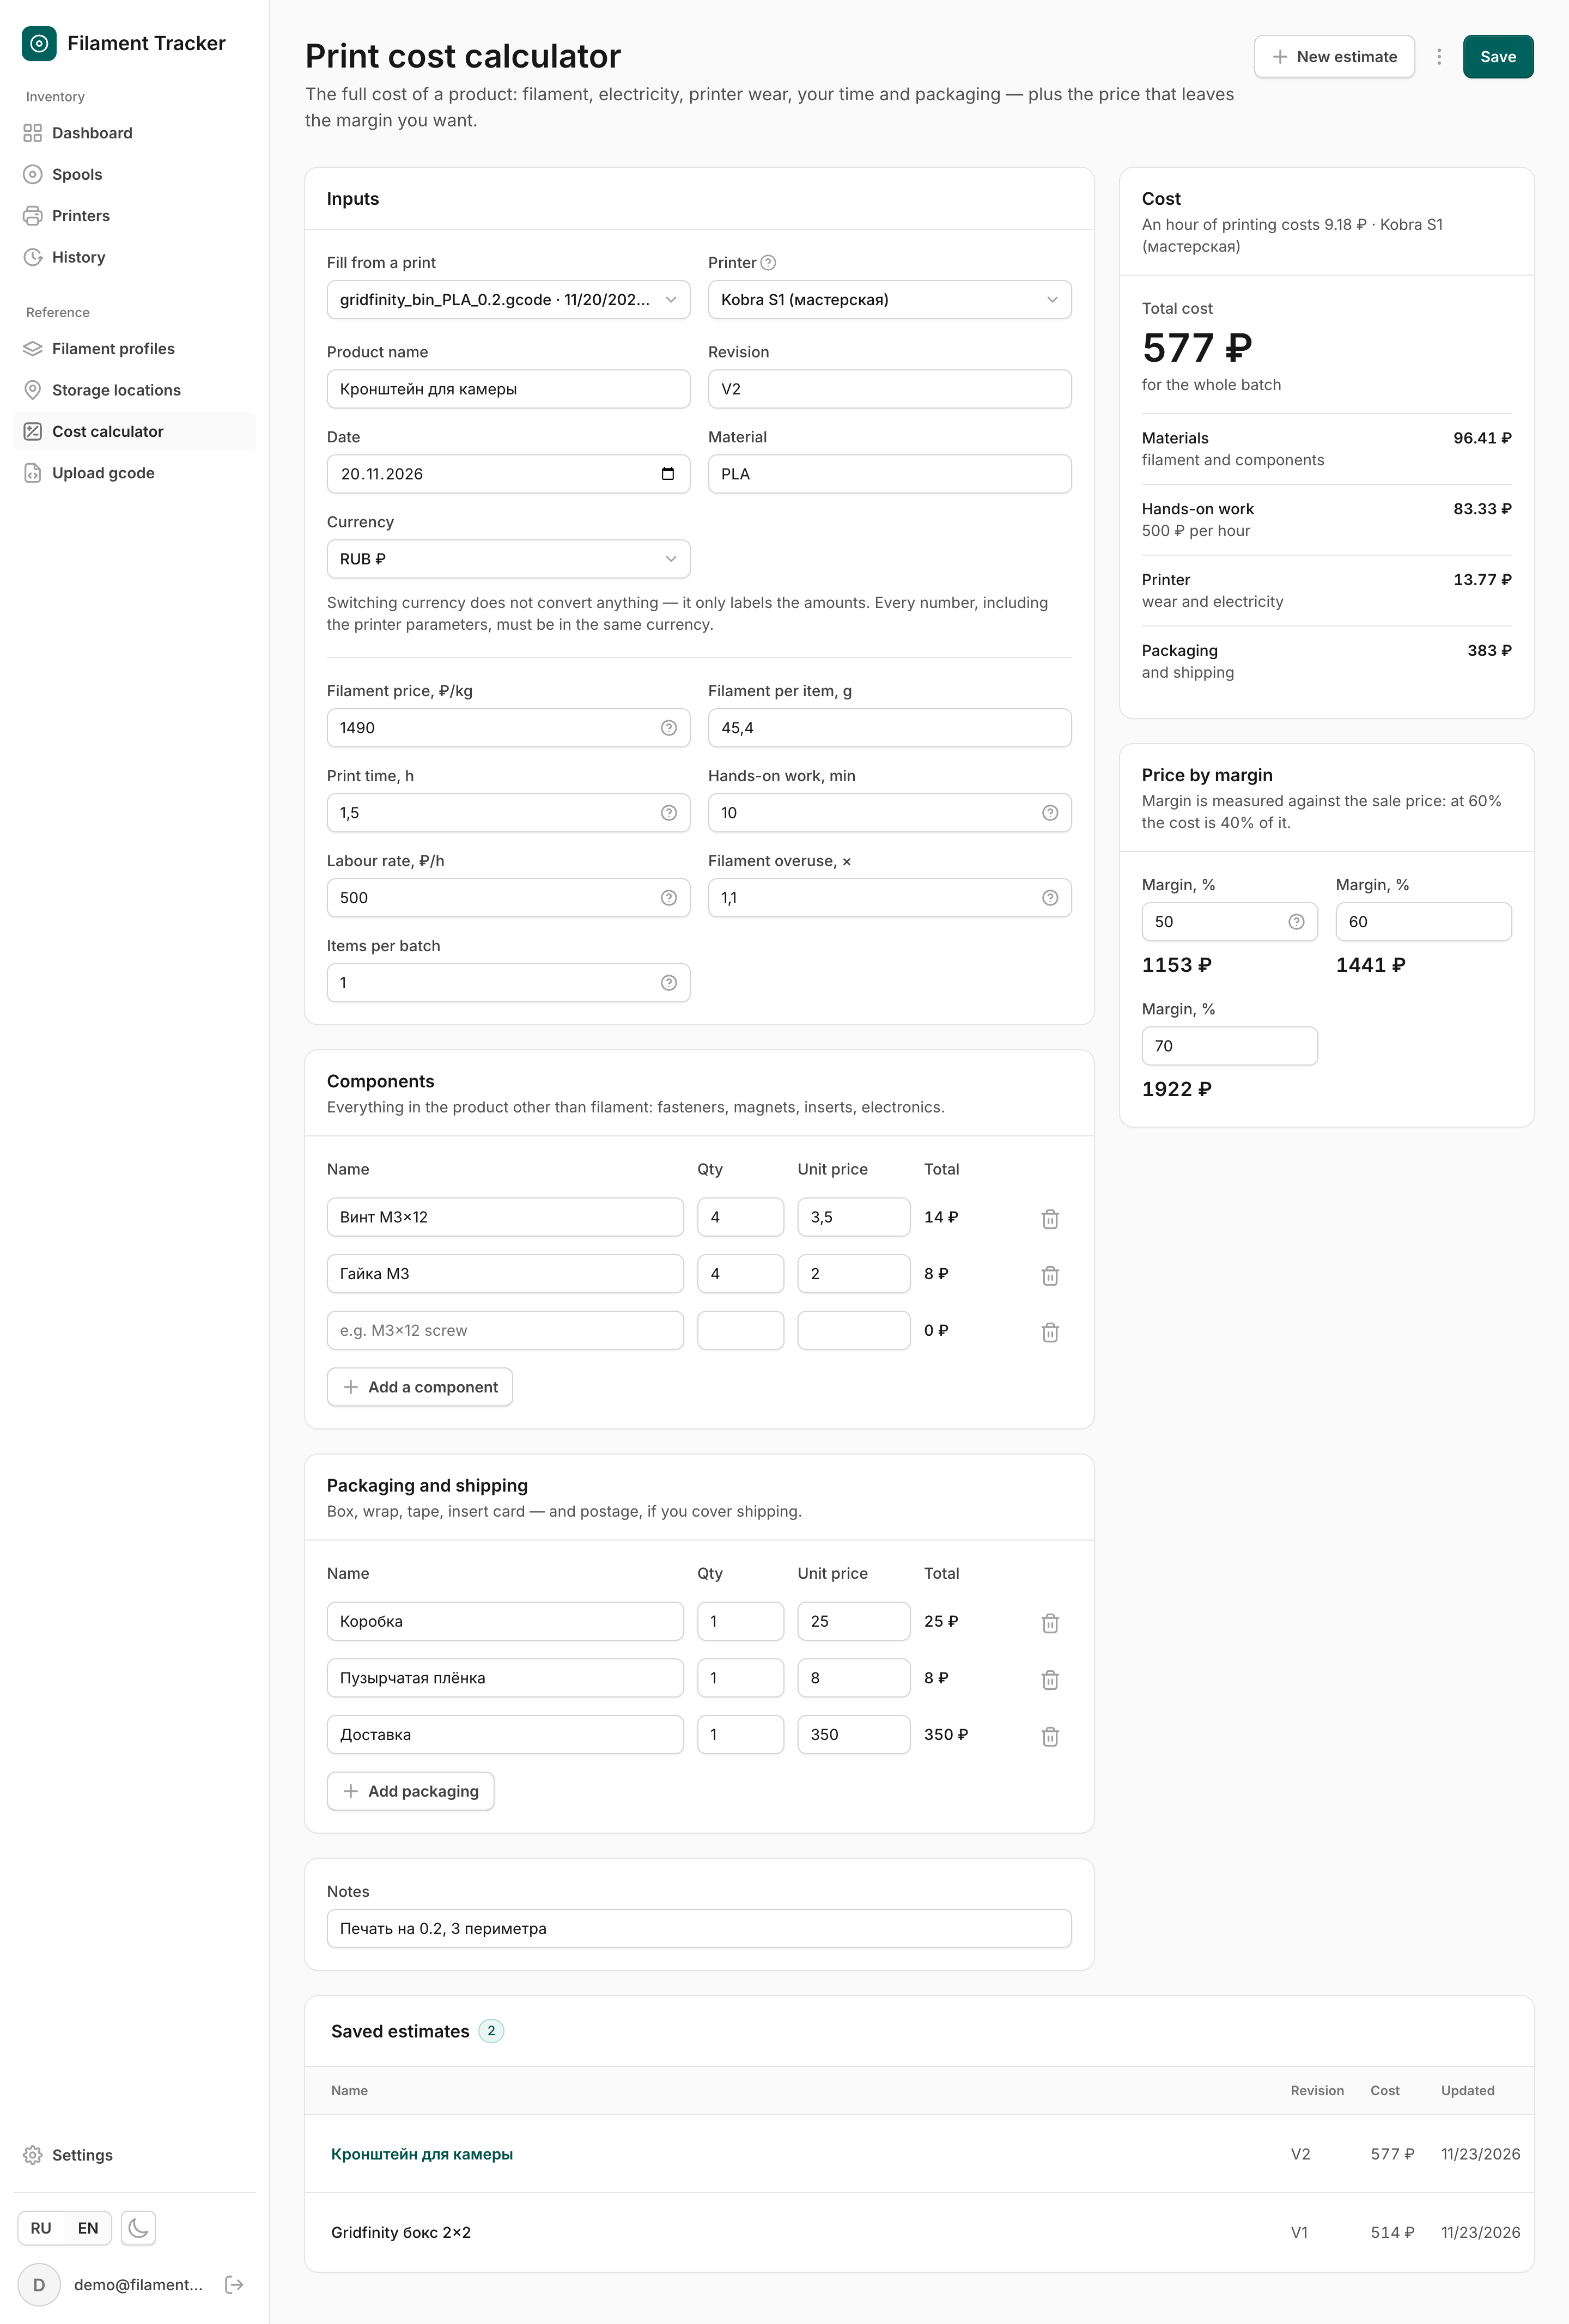 Filament Tracker
Inventory
Dashboard
Spools
Printers
History
Reference
Filament profiles
Storage locations
Cost calculator
Upload gcode
Settings
RU EN
D demo@filament...
Print cost calculator
New estimate
Save
The full cost of a product: filament, electricity, printer wear, your time and packaging — plus the price that leaves
the margin you want.
Inputs
Fill from a print
Printer
gridfinity_bin_PLA_0.2.gcode · 11/20/202...
Kobra S1 (мастерская)
Product name
Revision
Кронштейн для камеры
V2
Date
Material
20.11.2026
PLA
Currency
RUB ₽
Switching currency does not convert anything — it only labels the amounts. Every number, including
the printer parameters, must be in the same currency.
Filament price, ₽/kg
Filament per item, g
1490
45,4
Print time, h
Hands-on work, min
1,5
10
Labour rate, ₽/h
Filament overuse, ×
500
1,1
Items per batch
1
Components
Everything in the product other than filament: fasteners, magnets, inserts, electronics.
Name Qty Unit price Total
Винт М3×12 4 3,5 14 ₽
Гайка М3 4 2 8 ₽
e.g. M3×12 screw 0 ₽
Add a component
Packaging and shipping
Box, wrap, tape, insert card — and postage, if you cover shipping.
Name Qty Unit price Total
Коробка 1 25 25 ₽
Пузырчатая плёнка 1 8 8 ₽
Доставка 1 350 350 ₽
Add packaging
Notes
Печать на 0.2, 3 периметра
Cost
An hour of printing costs 9.18 ₽ · Kobra S1
(мастерская)
Total cost
577 ₽
for the whole batch
Materials 96.41 ₽
filament and components
Hands-on work 83.33 ₽
500 ₽ per hour
Printer 13.77 ₽
wear and electricity
Packaging 383 ₽
and shipping
Price by margin
Margin is measured against the sale price: at 60%
the cost is 40% of it.
Margin, % Margin, %
50 60
1153 ₽ 1441 ₽
Margin, %
70
1922 ₽
Saved estimates 2
Name Revision Cost Updated
Кронштейн для камеры V2 577 ₽ 11/23/2026
Gridfinity бокс 2×2 V1 514 ₽ 11/23/2026